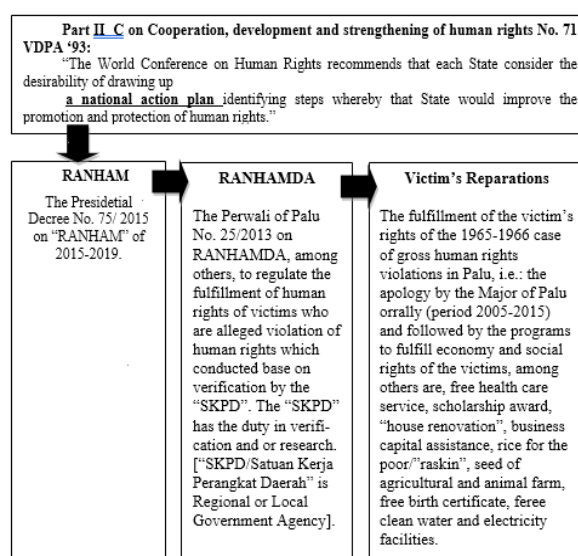 Part II C on Cooperation, development and strengthening of human rights No. 71
VDPA ‘93:
“The World Conference on Human Rights recommends that each State consider the
desirability of drawing up
a national action plan identifying steps whereby that State would improve the
promotion and protection of human rights.”
RANHAM
The Presidetial
Decree No. 75/ 2015
on “RANHAM” of
2015-2019.
RANHAMDA
The Perwali of Palu
No. 25/2013 on
RANHAMDA, among
others, to regulate the
fulfillment of human
rights of victims who
are alleged violation of
human rights which
conducted base on
verification by the
“SKPD”. The “SKPD”
has the duty in verifi-
cation and or research.
[“SKPD/Satuan Kerja
Perangkat Daerah” is
Regional or Local
Government Agency].
Victim’s Reparations
The fulfillment of the victim’s
rights of the 1965-1966 case
of gross human rights
violations in Palu, i.e.: the
apology by the Major of Palu
orrally (period 2005-2015)
and followed by the programs
to fulfill economy and social
rights of the victims, among
others are, free health care
service, scholarship award,
“house renovation”, business
capital assistance, rice for the
poor/”raskin”, seed of
agricultural and animal farm,
free birth certificate, feree
clean water and electricity
facilities.